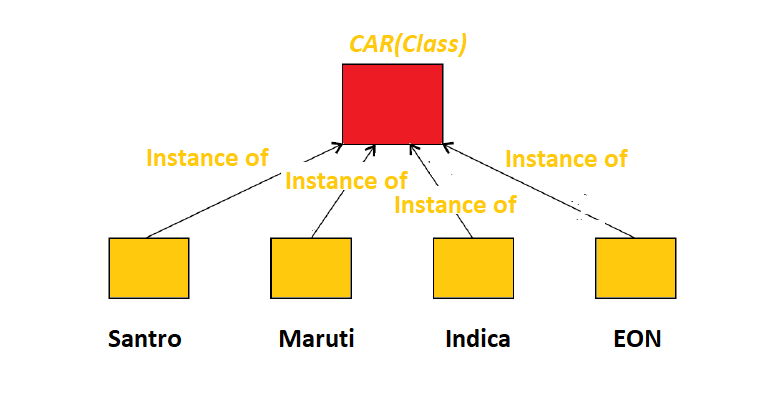 CAR(Class)
Instance of
Instance of
Instance of
Instance of
Santro
Maruti
Indica
EON